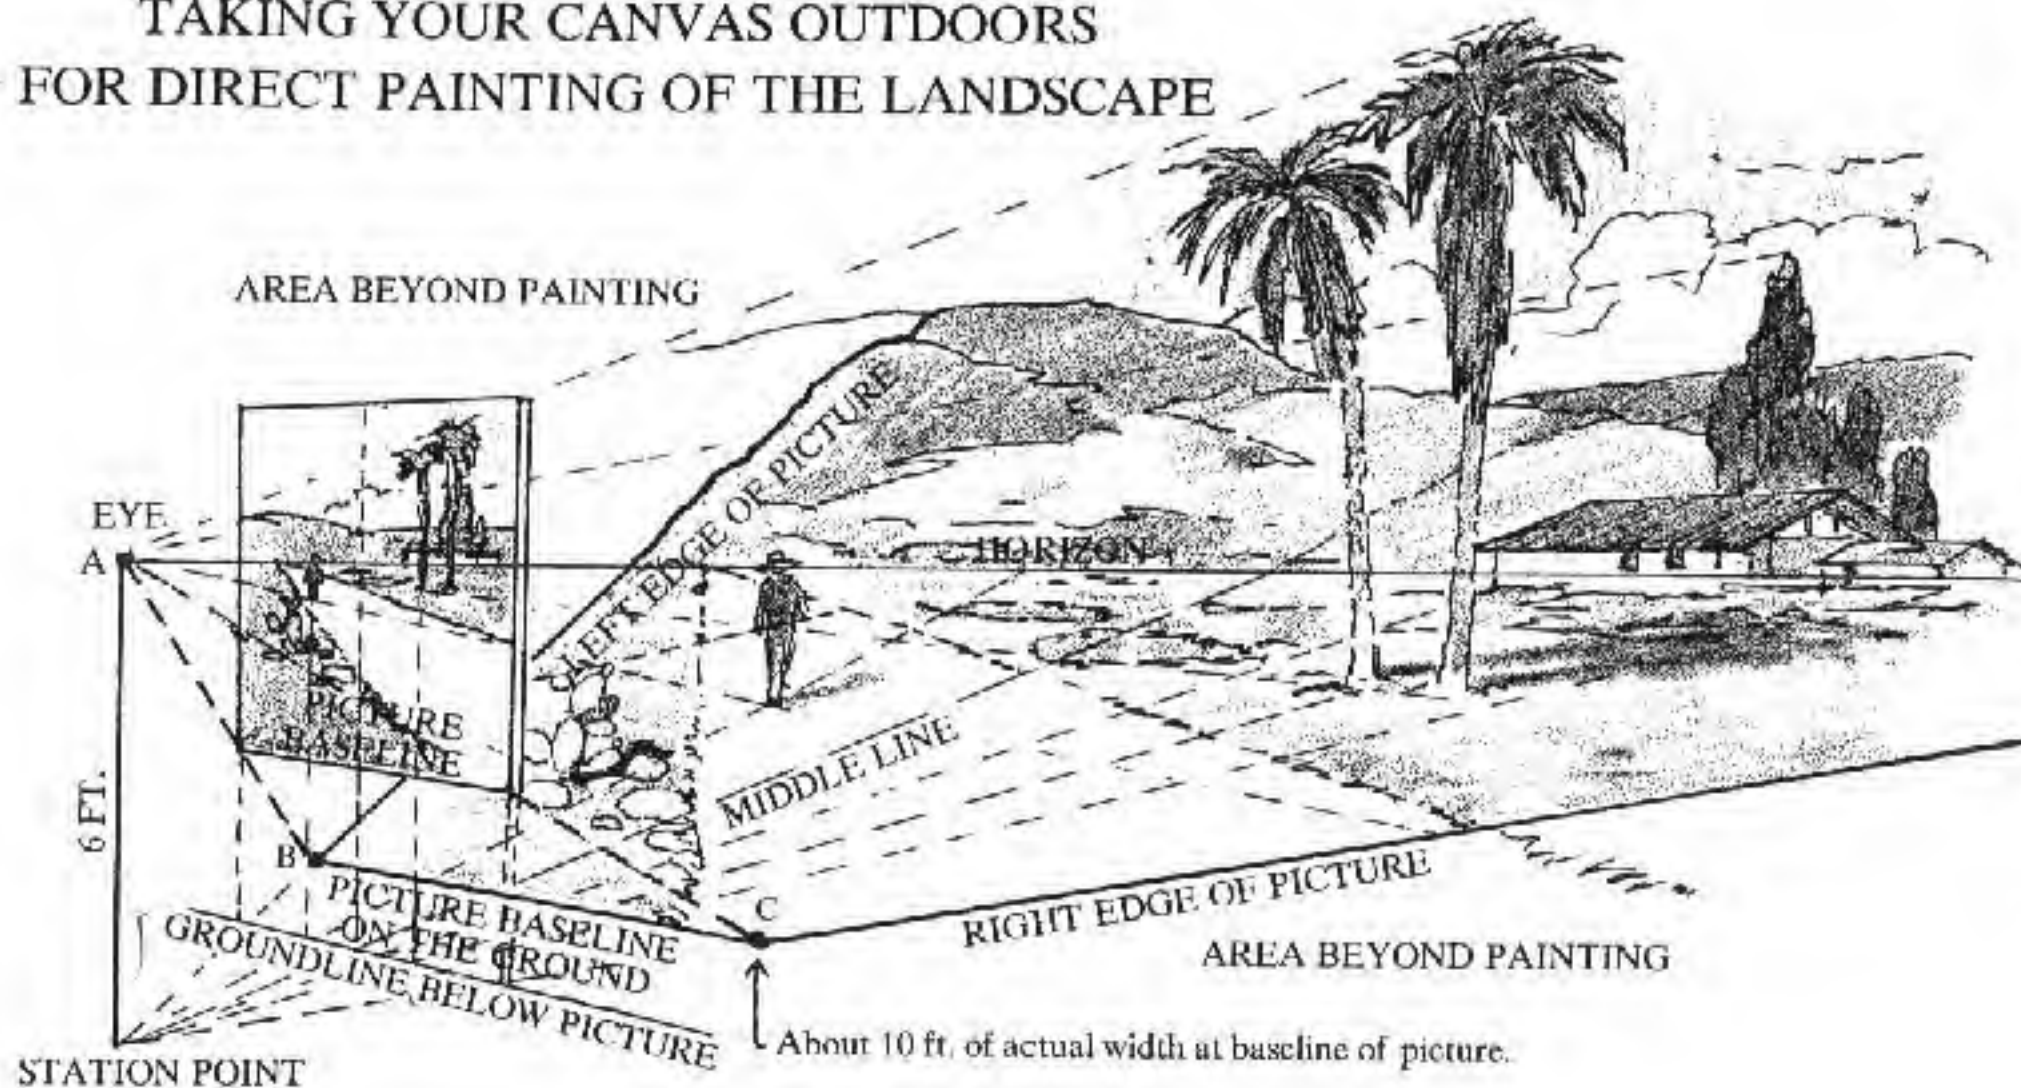 TAKING YOUR CANVAS OUTDOORS
FOR DIRECT PAINTING OF THE LANDSCAPE
AREA BEYOND PAINTING
EYE
A
LEFT EDGE OF PICTURE
HORIZON
PICTURE
BASELINE
MIDDLE LINE
6 FT.
B
C
PICTURE BASELINE
ON THE GROUND
GROUNDLINE BELOW PICTURE
RIGHT EDGE OF PICTURE
AREA BEYOND PAINTING
About 10 ft. of actual width at baseline of picture.
STATION POINT